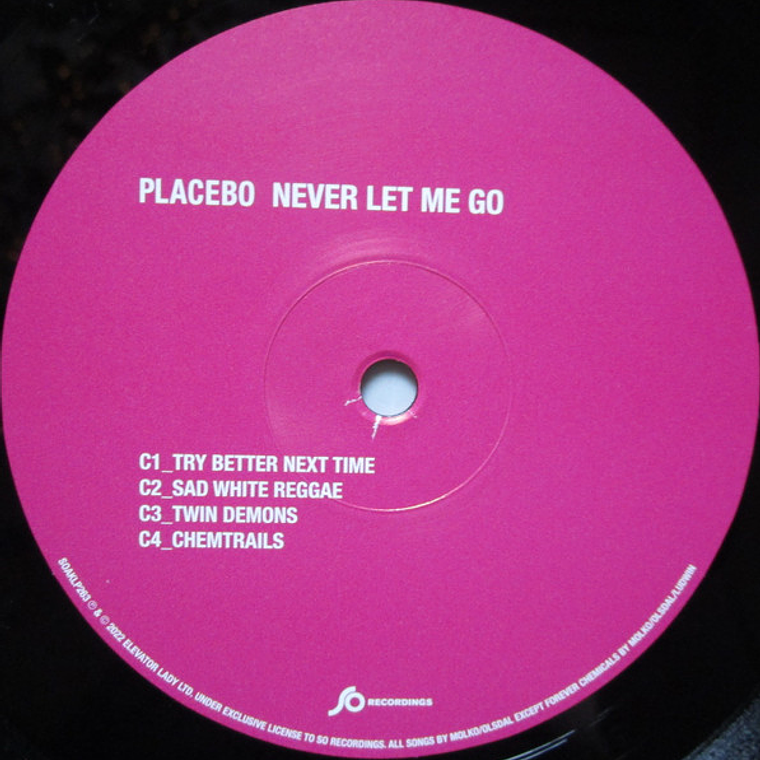 PLACEBO NEVER LET ME GO
C1_TRY BETTER NEXT TIME
C2_SAD WHITE REGGAE
C3_TWIN DEMONS
C4_CHEMTRAILS
SO RECORDINGS
SOAKLP263 ℗ & © 2022 ELEVATOR LADY LTD. UNDER EXCLUSIVE LICENSE TO SO RECORDINGS. ALL SONGS BY MOLKO/OLSDAL EXCEPT FOREVER CHEMICALS BY MOLKO/OLSDAL/LUDWIN